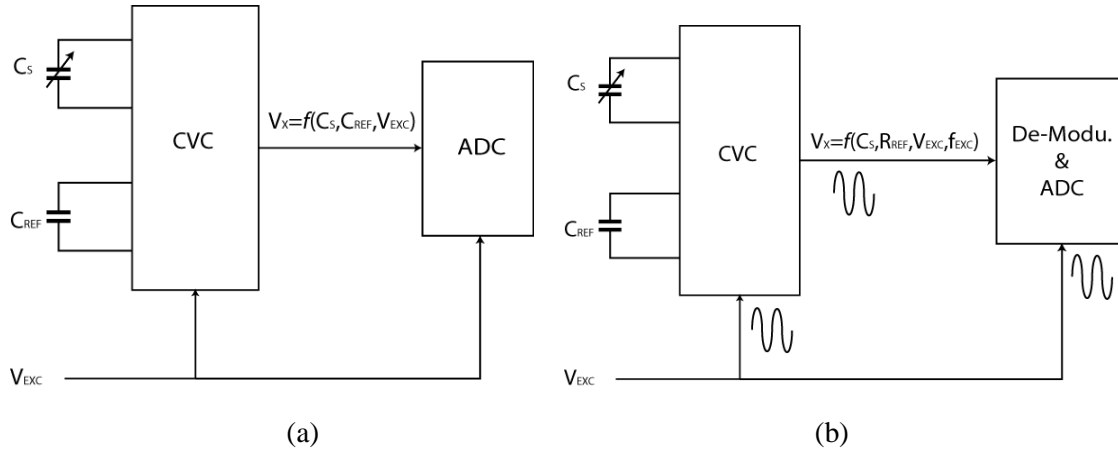 Cs
CREF
CVC
Vx=f(Cs,CREF,VEXC)
ADC
VEXC
(a)
Cs
CREF
CVC
Vx=f(Cs,RREF,VEXC,fEXC)
De-Modu.
&
ADC
VEXC
(b)